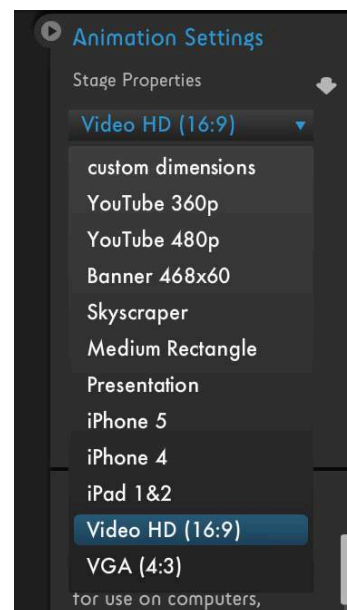 Animation Settings
Stage Properties
Video HD (16:9)
custom dimensions
YouTube 360p
YouTube 480p
Banner 468x60
Skyscraper
Medium Rectangle
Presentation
iPhone 5
iPhone 4
iPad 1&2
Video HD (16:9)
VGA (4:3)
for use on computers,